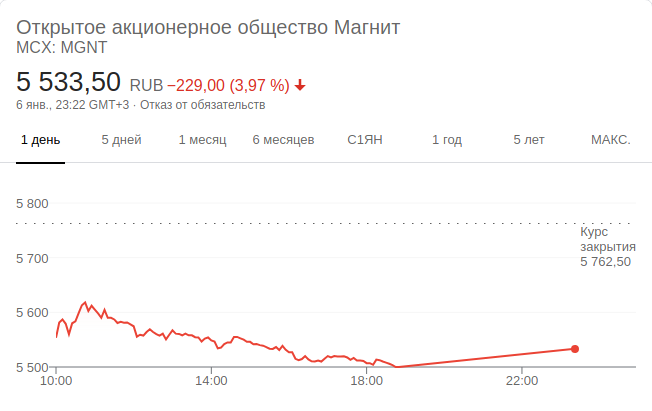 Открытое акционерное общество Магнит
MCX: MGNT
5 533,50 RUB −229,00 (3,97 %)
6 янв., 23:22 GMT+3 · Отказ от обязательств
1 день 5 дней 1 месяц 6 месяцев С1ЯН 1 год 5 лет МАКС.
5 800
Курс
закрытия
5 762,50
5 700
5 600
5 500
10:00 14:00 18:00 22:00